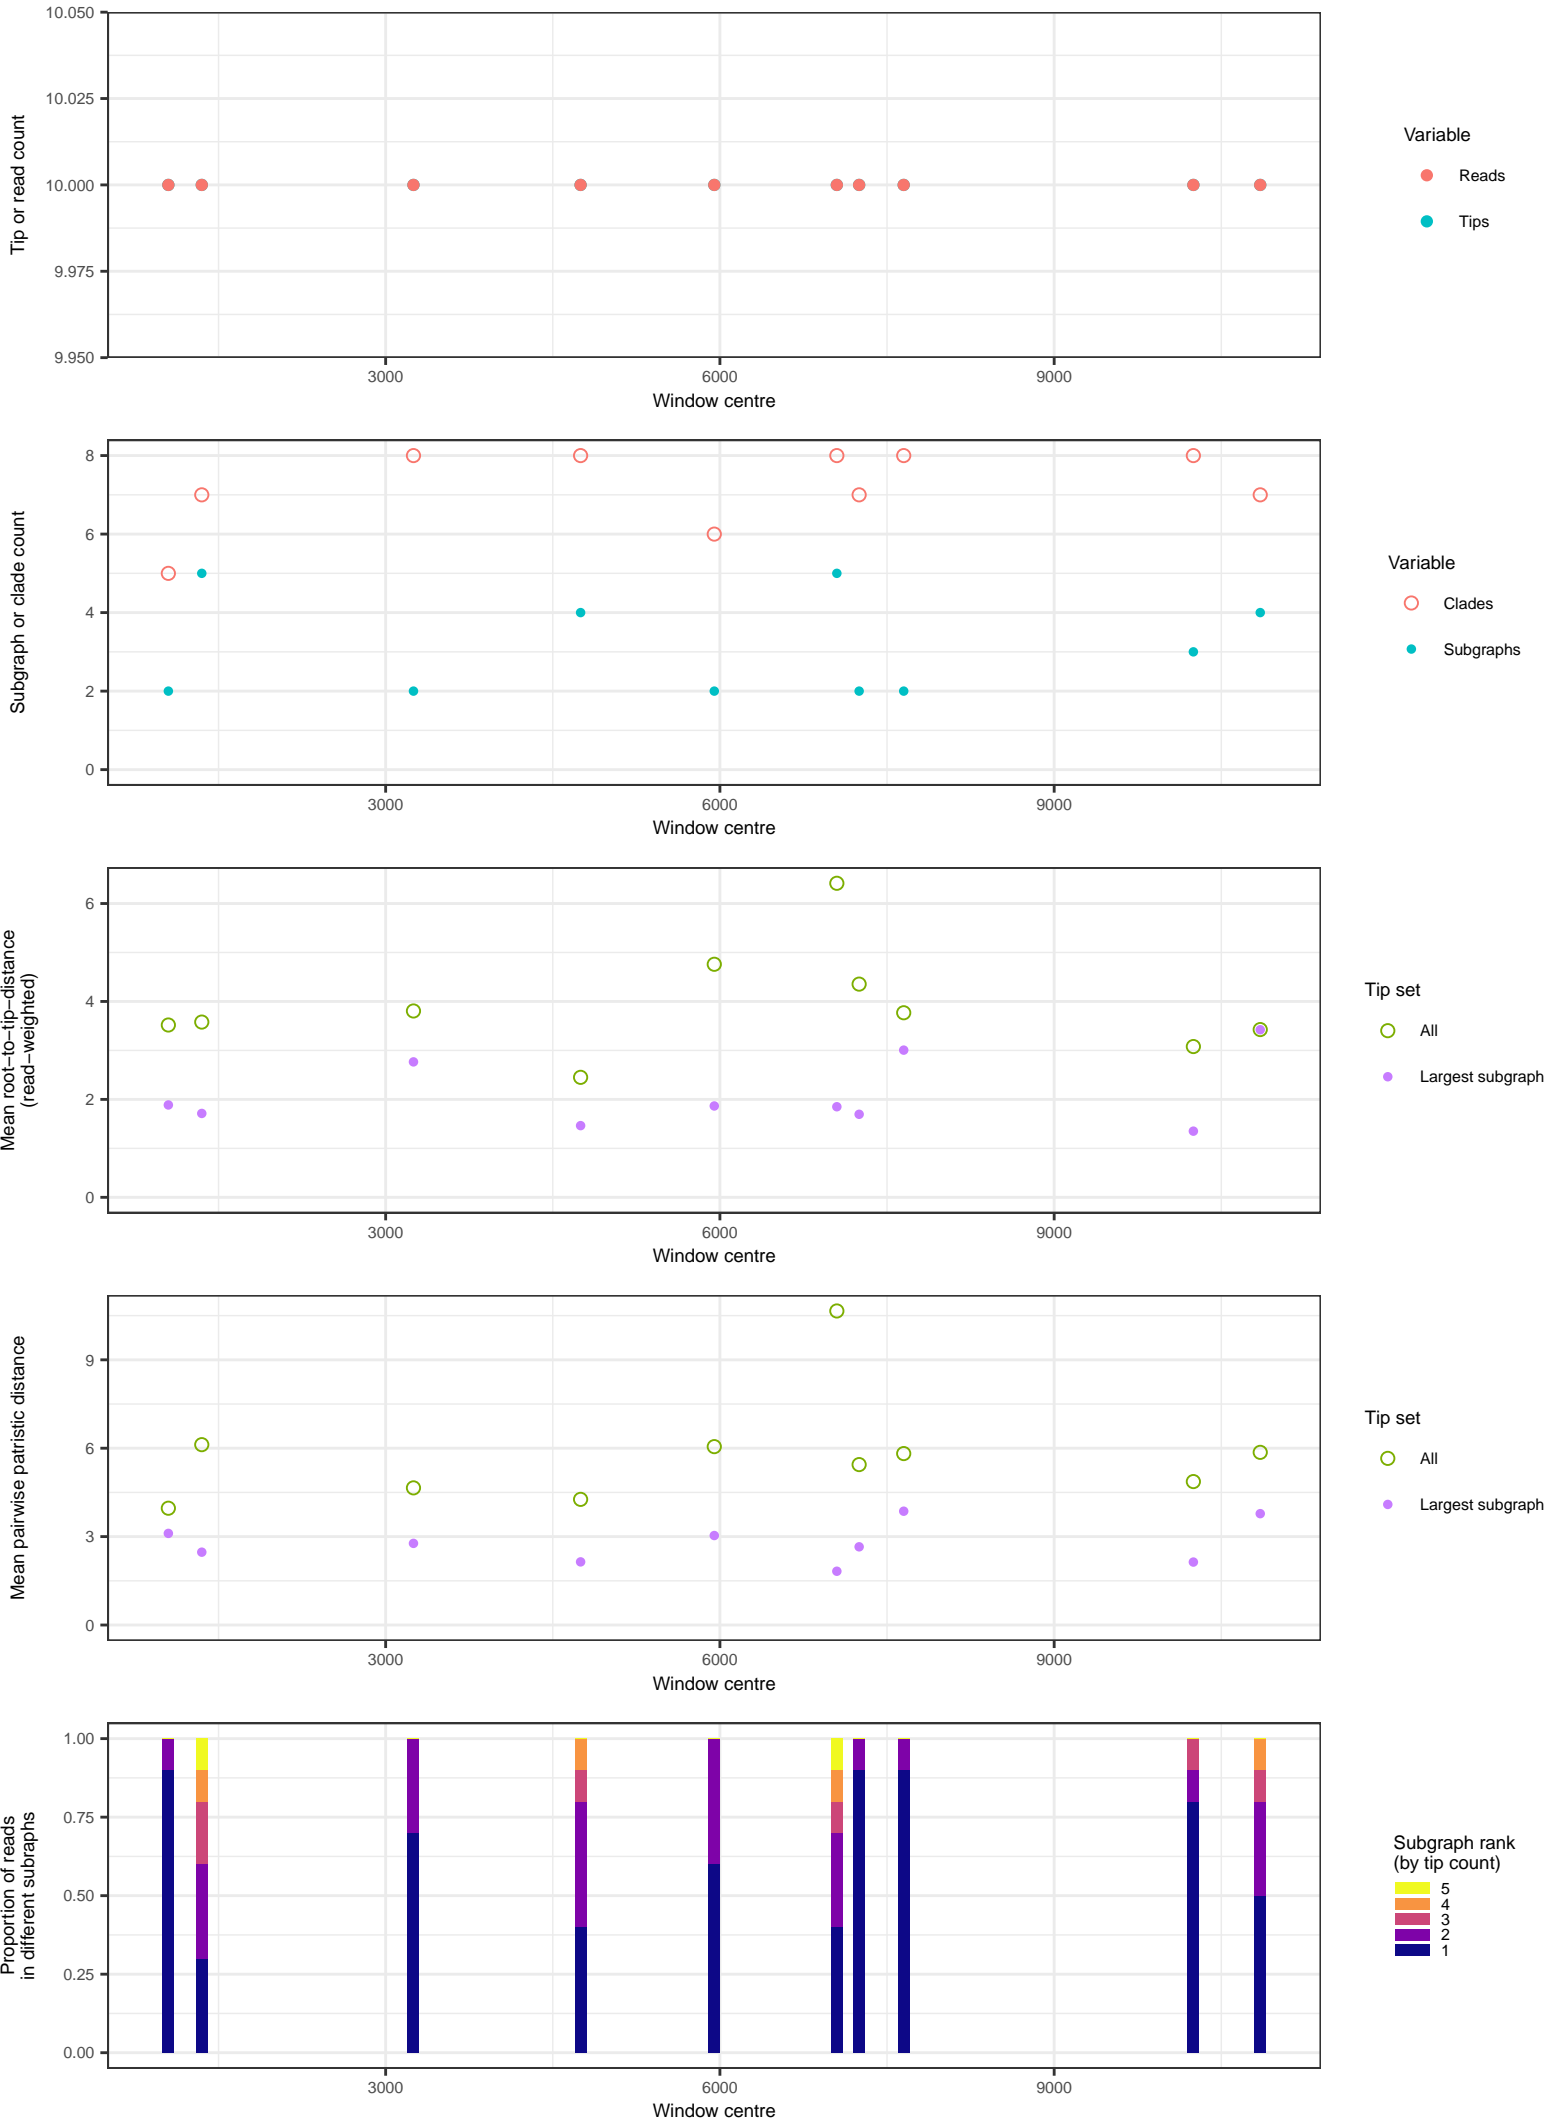 10.050
10.025
10.000
9.975
9.950
Tip or read count
3000
6000
9000
Window centre
Variable
Reads
Tips
8
6
4
2
0
Subgraph or clade count
3000
6000
9000
Window centre
Variable
Clades
Subgraphs
6
4
2
0
Mean root−to−tip−distance
(read−weighted)
3000
6000
9000
Window centre
Tip set
All
Largest subgraph
9
6
3
0
Mean pairwise patristic distance
3000
6000
9000
Window centre
Tip set
All
Largest subgraph
1.00
0.75
0.50
0.25
0.00
Proportion of reads
in different subraphs
3000
6000
9000
Window centre
Subgraph rank
(by tip count)
5
4
3
2
1